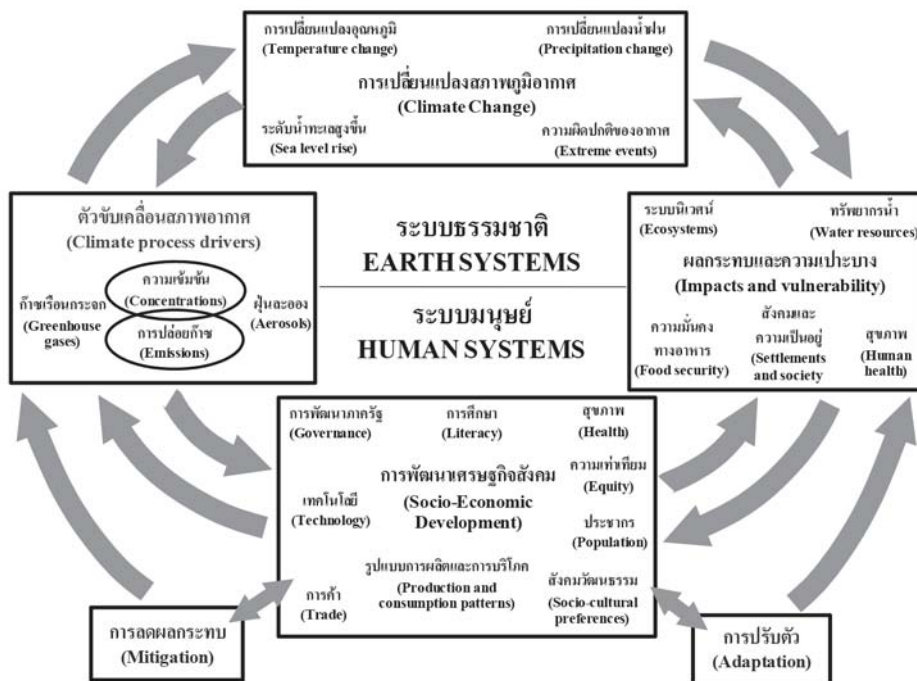 การเปลี่ยนแปลงอุณหภูมิ
(Temperature change)
การเปลี่ยนแปลงน้ำฝน
(Precipitation change)
การเปลี่ยนแปลงสภาพภูมิอากาศ
(Climate Change)
ระดับน้ำทะเลสูงขึ้น
(Sea level rise)
ความผิดปกติของอากาศ
(Extreme events)
ตัวขับเคลื่อนสภาพอากาศ
(Climate process drivers)
ความเข้มข้น
(Concentrations)
ก๊าซเรือนกระจก
(Greenhouse
gases)
การปล่อยก๊าซ
(Emissions)
ฝุ่นละออง
(Aerosols)
ระบบธรรมชาติ
EARTH SYSTEMS
ระบบมนุษย์
HUMAN SYSTEMS
ระบบนิเวศน์
(Ecosystems)
ทรัพยากรน้ำ
(Water resources)
ผลกระทบและความเปราะบาง
(Impacts and vulnerability)
ความมั่นคง
ทางอาหาร
(Food security)
สังคมและ
ความเป็นอยู่
(Settlements
and society
สุขภาพ
(Human
health)
การพัฒนาภาครัฐ
(Governance)
การศึกษา
(Literacy)
สุขภาพ
(Health)
การพัฒนาเศรษฐกิจสังคม
(Socio-Economic
Development)
ความเท่าเทียม
(Equity)
เทคโนโลยี
(Technology)
ประชากร
(Population)
การค้า
(Trade)
รูปแบบการผลิตและการบริโภค
(Production and
consumption patterns)
สังคมวัฒนธรรม
(Socio-cultural
preferences)
การลดผลกระทบ
(Mitigation)
การปรับตัว
(Adaptation)